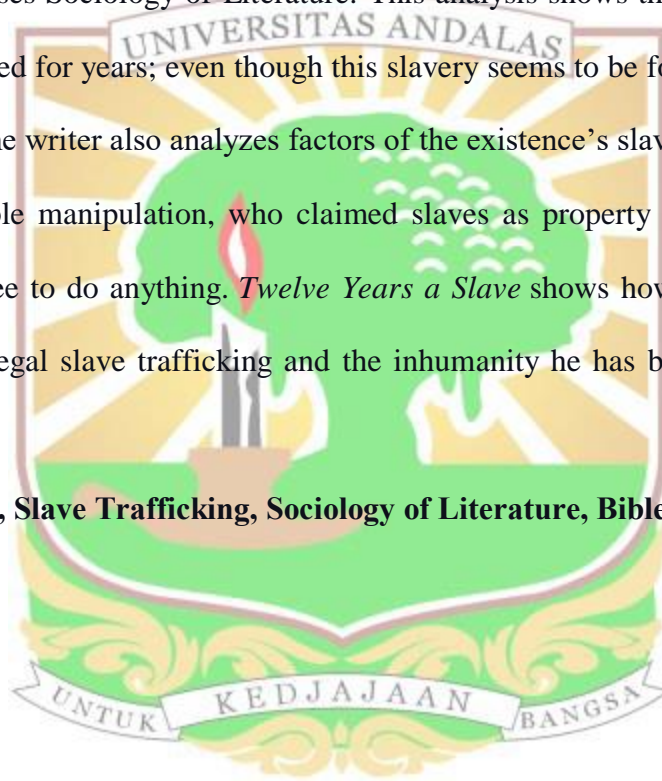 ses Sociology of Literature. This analysis shows th
UNIVERSITAS ANDALAS
ed for years; even though this slavery seems to be fo
ne writer also analyzes factors of the existence’s slav
ble manipulation, who claimed slaves as property
ee to do anything. Twelve Years a Slave shows how
egal slave trafficking and the inhumanity he has b
, Slave Trafficking, Sociology of Literature, Bible
UNTUK KEDJAJAAN BANGSA